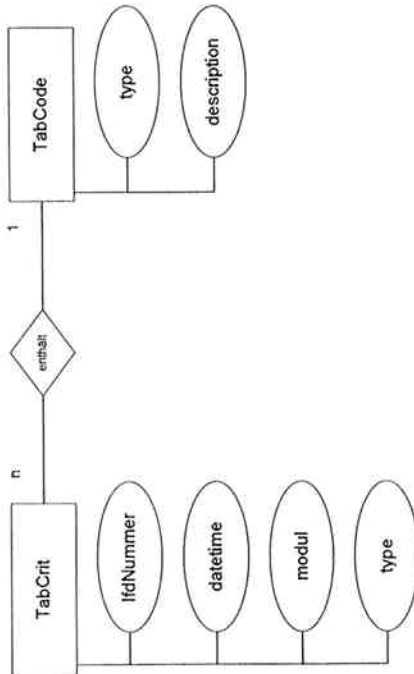 TabCrit
n
enthält
1
TabCode
lfdNummer
datetime
modul
type
type
description